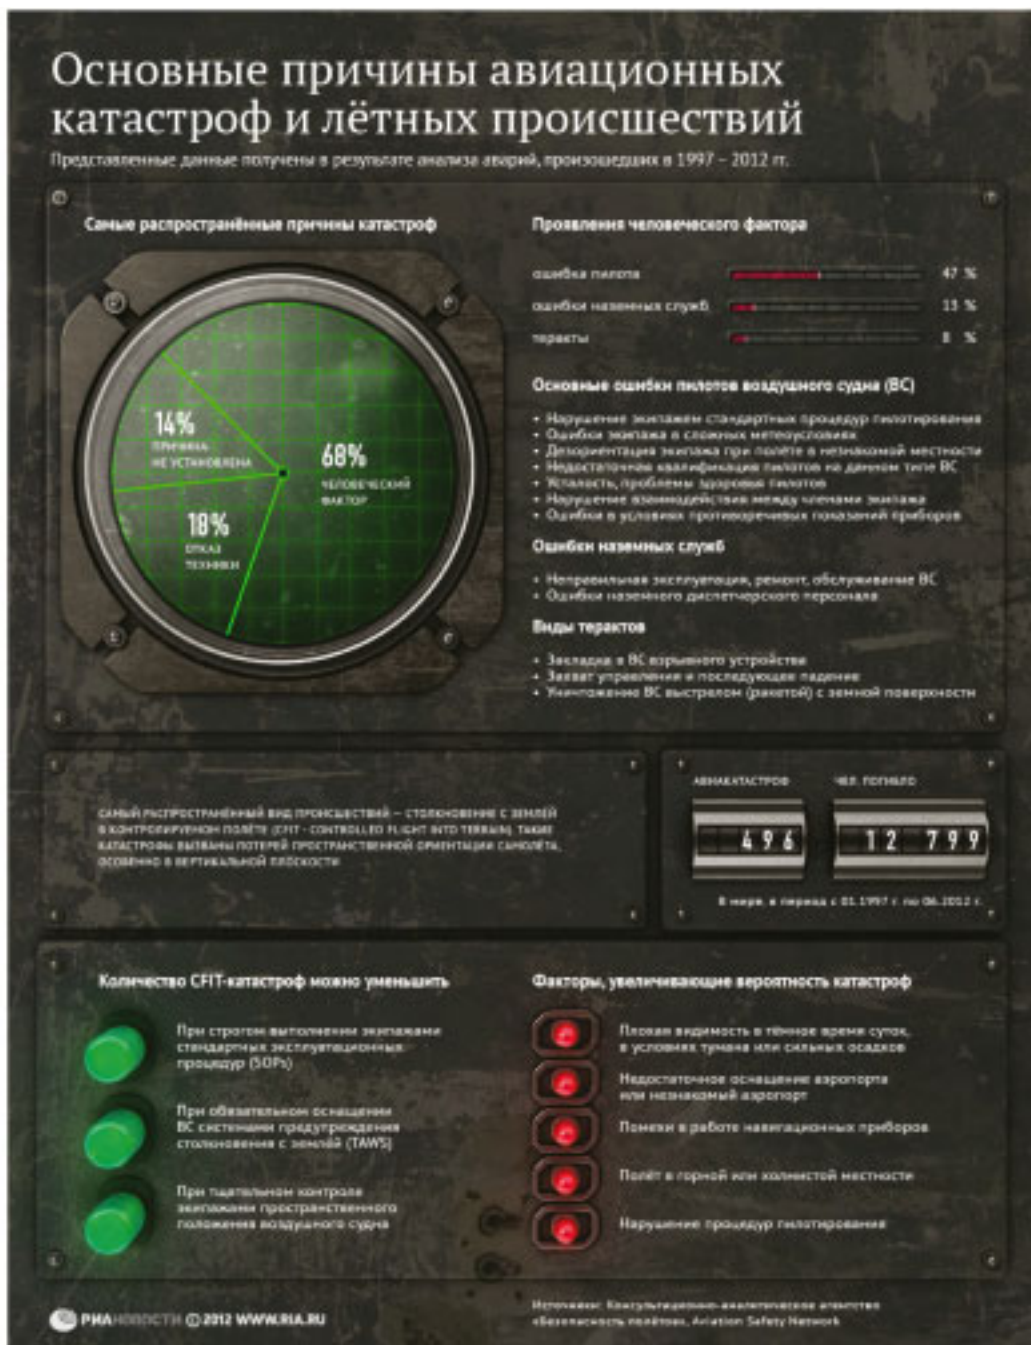 Основные причины авиационных
катастроф и лётных происшествий
Представленные данные получены в результате анализа аварий, произошедших в 1997 – 2012 гг.
Самые распространённые причины катастроф
14%
ПРИЧИНА
НЕ УСТАНОВЛЕНА
68%
ЧЕЛОВЕЧЕСКИЙ
ФАКТОР
18%
ОТКАЗ
ТЕХНИКИ
Проявления человеческого фактора
ошибка пилота 47 %
ошибки наземных служб 13 %
теракты 8 %
Основные ошибки пилотов воздушного судна (ВС)
• Нарушение экипажем стандартных процедур пилотирования
• Ошибки экипажа в сложных метеоусловиях
• Дезориентация экипажа при полёте в незнакомой местности
• Недостаточная квалификация пилотов на данном типе ВС
• Усталость, проблемы здоровья пилотов
• Нарушение взаимодействия между членами экипажа
• Ошибки в условиях противоречивых показаний приборов
Ошибки наземных служб
• Неправильная эксплуатация, ремонт, обслуживание ВС
• Ошибки наземного диспетчерского персонала
Виды терактов
• Закладка в ВС взрывного устройства
• Захват управления и последующее падение
• Уничтожение ВС выстрелом (ракетой) с земной поверхности
САМЫЙ РАСПРОСТРАНЁННЫЙ ВИД ПРОИСШЕСТВИЙ — СТОЛКНОВЕНИЕ С ЗЕМЛЁЙ
В КОНТРОЛИРУЕМОМ ПОЛЁТЕ (CFIT - CONTROLLED FLIGHT INTO TERRAIN). ТАКИЕ
КАТАСТРОФЫ ВЫЗВАНЫ ПОТЕРЕЙ ПРОСТРАНСТВЕННОЙ ОРИЕНТАЦИИ САМОЛЁТА,
ОСОБЕННО В ВЕРТИКАЛЬНОЙ ПЛОСКОСТИ
АВИАКАТАСТРОФ
496
ЧЕЛ. ПОГИБЛО
12 799
В мире, в период с 01.1997 г. по 06.2012 г.
Количество CFIT-катастроф можно уменьшить
При строгом выполнении экипажами
стандартных эксплуатационных
процедур (SOPs)
При обязательном оснащении
ВС системами предупреждения
столкновения с землёй (TAWS)
При тщательном контроле
экипажами пространственного
положения воздушного судна
Факторы, увеличивающие вероятность катастроф
Плохая видимость в тёмное время суток,
в условиях тумана или сильных осадков
Недостаточное оснащение аэропорта
или незнакомый аэропорт
Помехи в работе навигационных приборов
Полёт в горной или холмистой местности
Нарушение процедур пилотирования
РИАНОВОСТИ © 2012 WWW.RIA.RU
Источники: Консультационно-аналитическое агентство
«Безопасность полётов», Aviation Safety Network